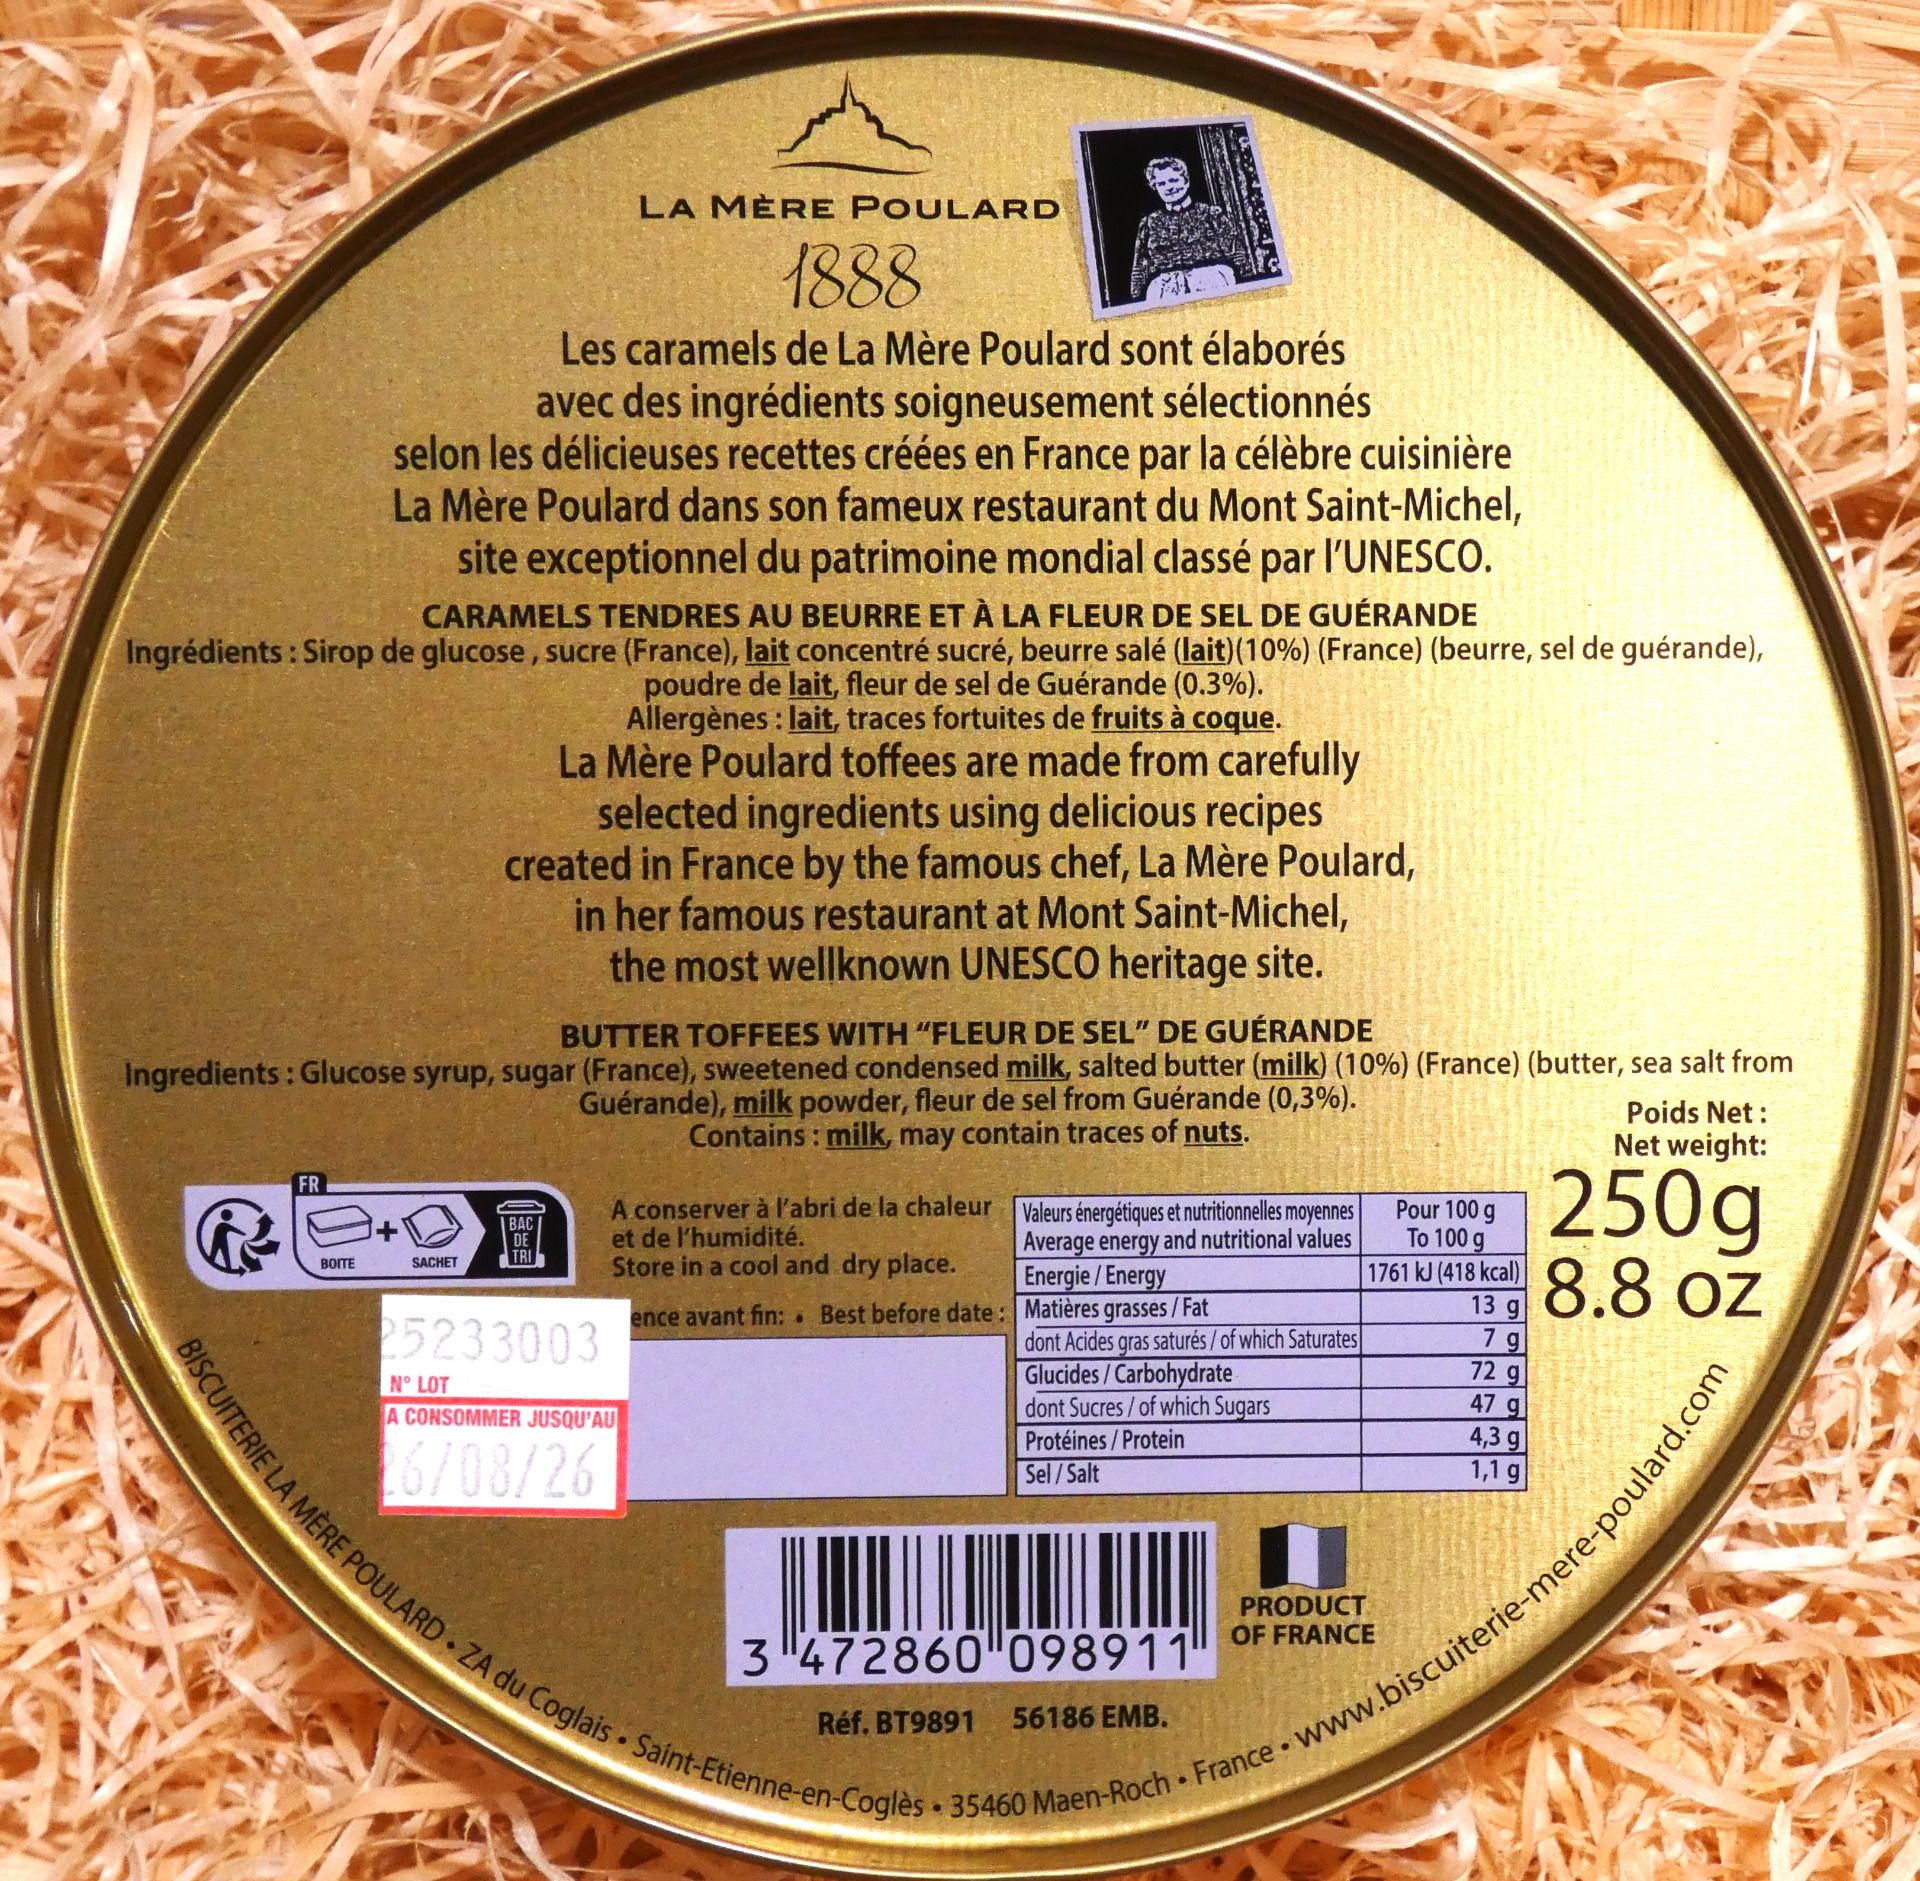 LA MÈRE POULARD
1888
Les caramels de La Mère Poulard sont élaborés
avec des ingrédients soigneusement sélectionnés
selon les délicieuses recettes créées en France par la célèbre cuisinière
La Mère Poulard dans son fameux restaurant du Mont Saint-Michel,
site exceptionnel du patrimoine mondial classé par l'UNESCO.
CARAMELS TENDRES AU BEURRE ET À LA FLEUR DE SEL DE GUÉRANDE
Ingrédients : Sirop de glucose , sucre (France), lait concentré sucré, beurre salé (lait)(10%) (France) (beurre, sel de guérande),
poudre de lait, fleur de sel de Guérande (0.3%).
Allergènes : lait, traces fortuites de fruits à coque.
La Mère Poulard toffees are made from carefully
selected ingredients using delicious recipes
created in France by the famous chef, La Mère Poulard,
in her famous restaurant at Mont Saint-Michel,
the most wellknown UNESCO heritage site.
BUTTER TOFFEES WITH “FLEUR DE SEL” DE GUÉRANDE
Ingredients : Glucose syrup, sugar (France), sweetened condensed milk, salted butter (milk) (10%) (France) (butter, sea salt from
Guérande), milk powder, fleur de sel from Guérande (0,3%).
Contains : milk, may contain traces of nuts.
Poids Net :
Net weight:
250g
8.8 oz
FR
BOITE + SACHET
BAC
DE
TRI
A conserver à l'abri de la chaleur
et de l'humidité.
Store in a cool and dry place.
ence avant fin: • Best before date :
25233003
N° LOT
A CONSOMMER JUSQU'AU
26/08/26
Valeurs énergétiques et nutritionnelles moyennes Pour 100 g
Average energy and nutritional values To 100 g
Energie / Energy 1761 kJ (418 kcal)
Matières grasses / Fat 13 g
dont Acides gras saturés / of which Saturates 7 g
Glucides / Carbohydrate 72 g
dont Sucres / of which Sugars 47 g
Protéines / Protein 4,3 g
Sel / Salt 1,1 g
3 472860 098911
PRODUCT
OF FRANCE
Réf. BT9891 56186 EMB.
BISCUITERIE LA MÈRE POULARD • ZA du Coglais • Saint-Etienne-en-Coglès • 35460 Maen-Roch • France • www.biscuiterie-mere-poulard.com